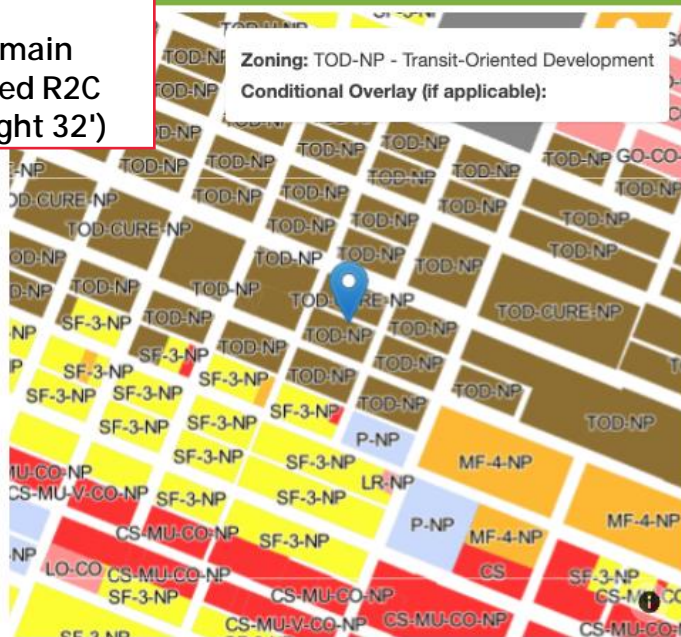 main
ed R2C
ght 32')
Zoning: TOD-NP - Transit-Oriented Development
Conditional Overlay (if applicable):
TOD-NP
TOD-NP
TOD-NP
TOD-NP
TOD-NP
TOD-NP
TOD-NP
TOD-NP
TOD-NP GO-CO-
TOD-NP
TOD-NP
TOD-NP
TOD-NP
TOD-NP
TOD-CURE-NP
TOD-NP
TOD-NP
TOD-NP
TOD-NP
TOD-NP
TOD-NP
TOD-NP
TOD-CURE-NP
TOD-NP
TOD-NP
SF-3-NP
TOD-NP
TOD-NP
TOD-NP
SF-3-NP
TOD-NP
TOD-NP
SF-3-NP
SF-3-NP
TOD-NP
TOD-NP
SF-3-NP
SF-3-NP
SF-3-NP
TOD-NP
TOD-NP
SF-3-NP
SF-3-NP
P-NP
SF-3-NP
SF-3-NP
MF-4-NP
MU-CO-NP
LR-NP
CS-MU-V-CO-NP
SF-3-NP
SF-3-NP
P-NP
MF-4-NP
MF-4-NP
CS-MU-CO-NP
SF-3-NP
LO-CO
CS-MU-CO-NP
CS
SF-3-NP
SF-3-NP
CS-MU-CO-NP
CS-MU-V-CO-NP
CS-MU-CO-NP
SF-3-NP